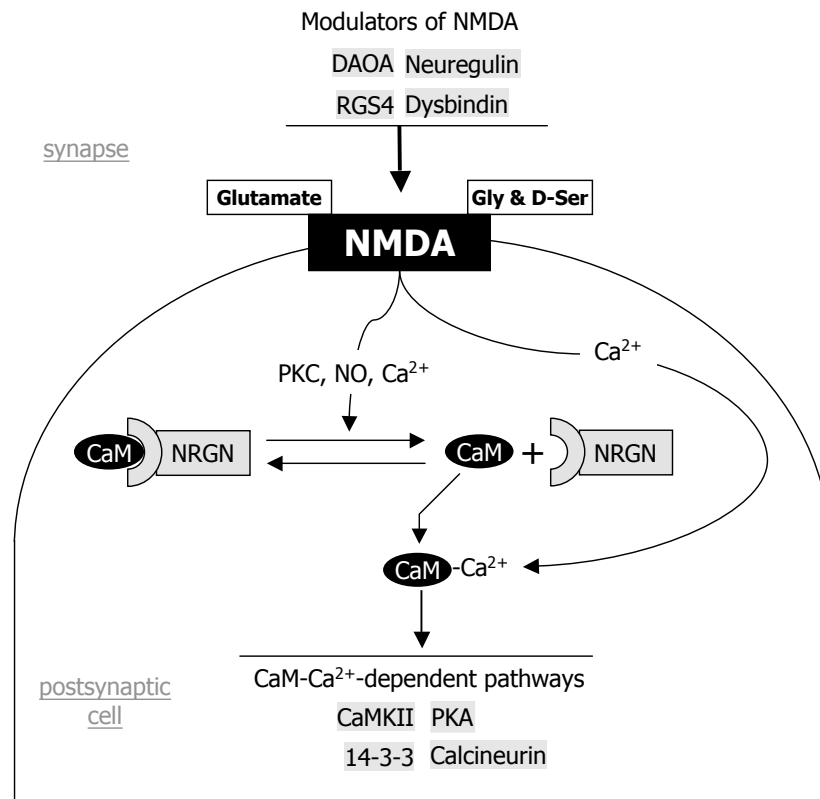 Modulators of NMDA
DAOA Neuregulin
RGS4 Dysbindin
synapse
Glutamate
Gly & D-Ser
NMDA
Ca²⁺
PKC, NO, Ca²⁺
CaM NRGN
CaM + NRGN
CaM-Ca²⁺
CaM-Ca²⁺-dependent pathways
postsynaptic
cell
CaMKII PKA
14-3-3 Calcineurin